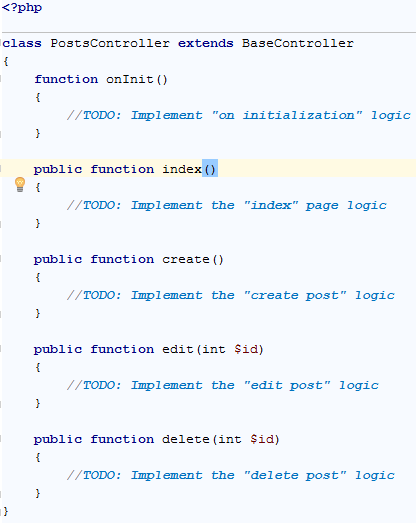 <?php
class PostsController extends BaseController
{
    function onInit()
    {
        //TODO: Implement "on initialization" logic
    }
    public function index()
    {
        //TODO: Implement the "index" page logic
    }
    public function create()
    {
        //TODO: Implement the "create post" logic
    }
    public function edit(int $id)
    {
        //TODO: Implement the "edit post" logic
    }
    public function delete(int $id)
    {
        //TODO: Implement the "delete post" logic
    }
}